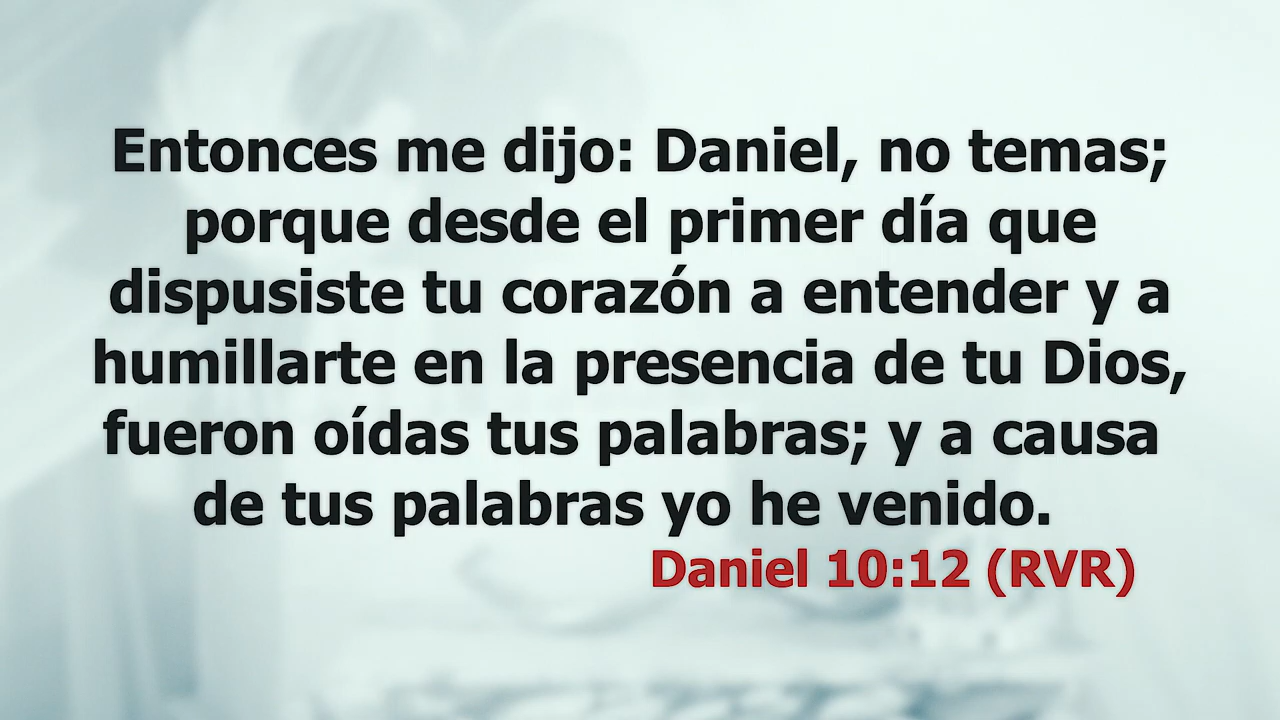 Entonces me dijo: Daniel, no temas;
porque desde el primer día que
dispusiste tu corazón a entender y a
humillarte en la presencia de tu Dios,
fueron oídas tus palabras; y a causa
de tus palabras yo he venido.
Daniel 10:12 (RVR)